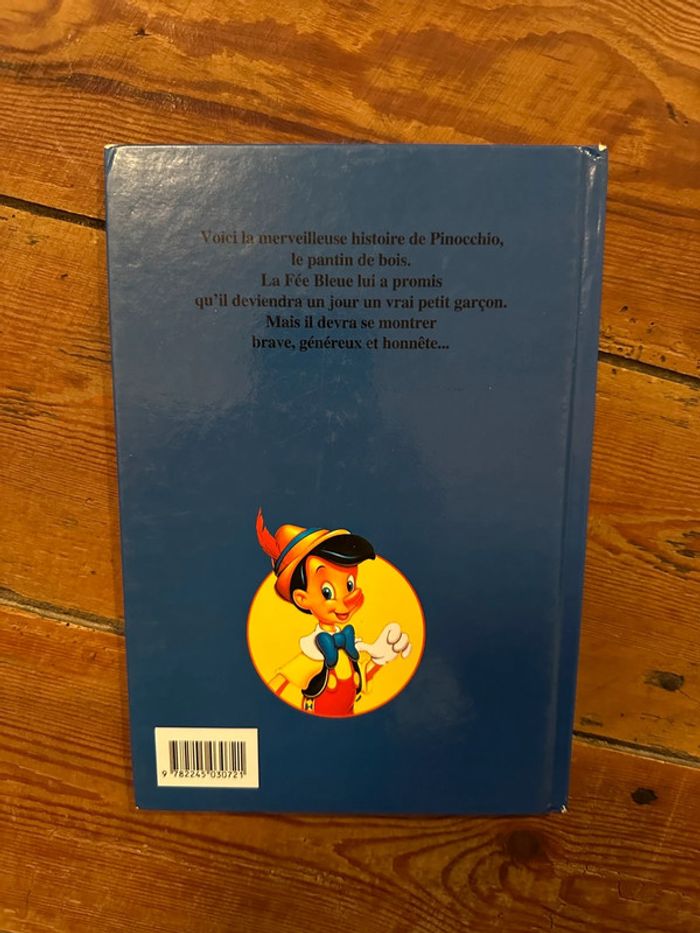 Voici la merveilleuse histoire de Pinocchio,
le pantin de bois.
La Fée Bleue lui a promis
qu'il deviendra un jour un vrai petit garçon.
Mais il devra se montrer
brave, généreux et honnête...
9 782245 030721